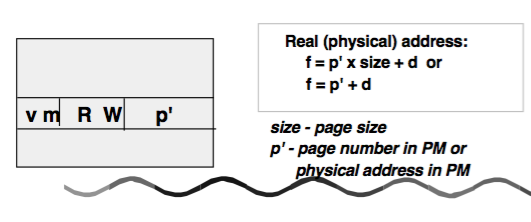 Real (physical) address:
f = p' x size + d or
f = p' + d
v m R W p'
size - page size
p' - page number in PM or
physical address in PM